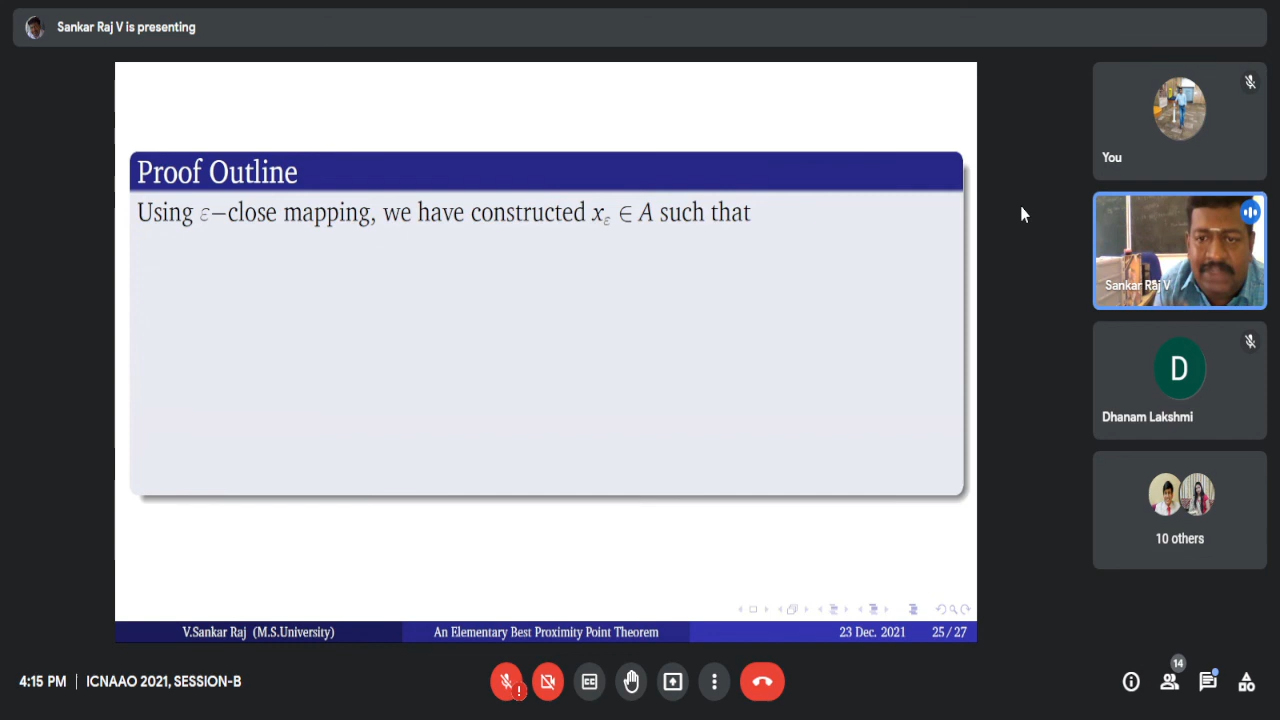 Sankar Raj V is presenting
Proof Outline
Using ε−close mapping, we have constructed xε ∈ A such that
V.Sankar Raj (M.S.University)
An Elementary Best Proximity Point Theorem
23 Dec. 2021
25 / 27
You
Sankar Raj V
D
Dhanam Lakshmi
10 others
4:15 PM | ICNAAO 2021, SESSION-B
14